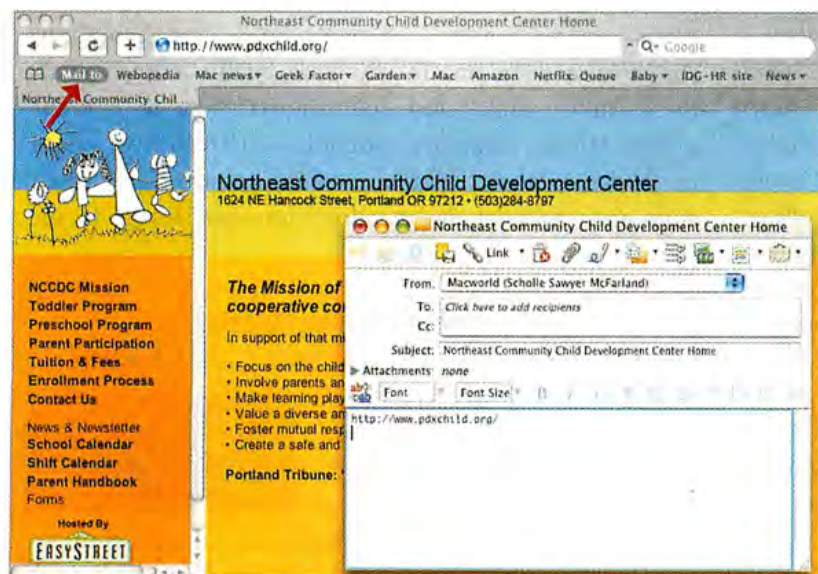 Northeast Community Child Development Center Home
http://www.pdxchild.org/
Q- Google
Mail to Webopedia Mac news Geek Factor Garden .Mac Amazon Netflix Queue Baby IDG-HR site News
Northeast Community Chil...
Northeast Community Child Development Center
1624 NE Hancock Street, Portland OR 97212 • (503)284-8797
NCCDC Mission
Toddler Program
Preschool Program
Parent Participation
Tuition & Fees
Enrollment Process
Contact Us
News & Newsletter
School Calendar
Shift Calendar
Parent Handbook
Forms
Hosted By
EASYSTREET
The Mission of
cooperative
In support of that
• Focus on the child
• Involve parents
• Make learning
• Value a diverse
• Foster mutual
• Create a safe and
Portland Tribune:
Northeast Community Child Development Center Home
Link
From: Macworld (Scholle Sawyer McFarland)
To: Click here to add recipients
Cc:
Subject: Northeast Community Child Development Center Home
Attachments: none
Font Font Size B I
http://www.pdxchild.org/